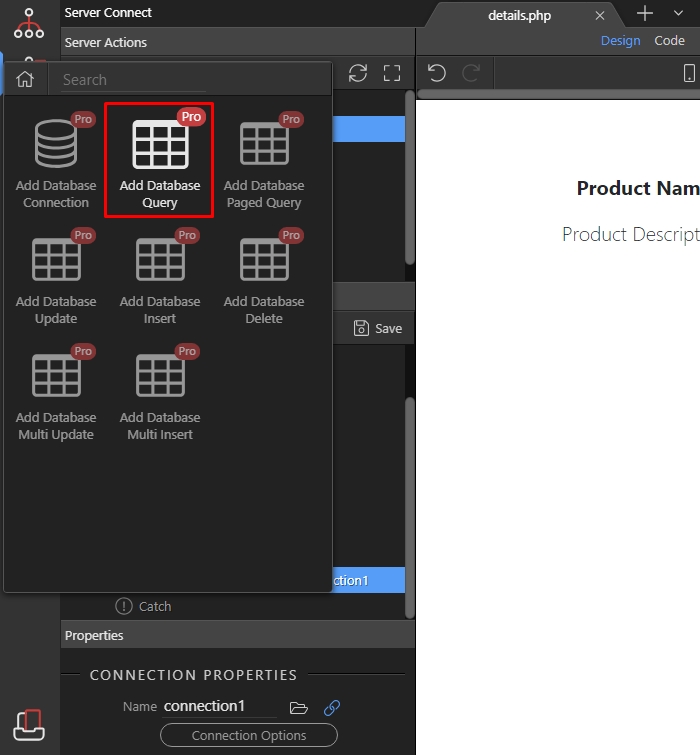 Server Connect
details.php
Server Actions
Design Code
Search
Pro
Pro
Pro
Add Database
Connection
Add Database
Query
Add Database
Paged Query
Product Nam
Product Descript
Pro
Pro
Pro
Add Database
Update
Add Database
Insert
Add Database
Delete
Save
Pro
Pro
Add Database
Multi Update
Add Database
Multi Insert
ction1
Catch
Properties
CONNECTION PROPERTIES
Name connection1
Connection Options